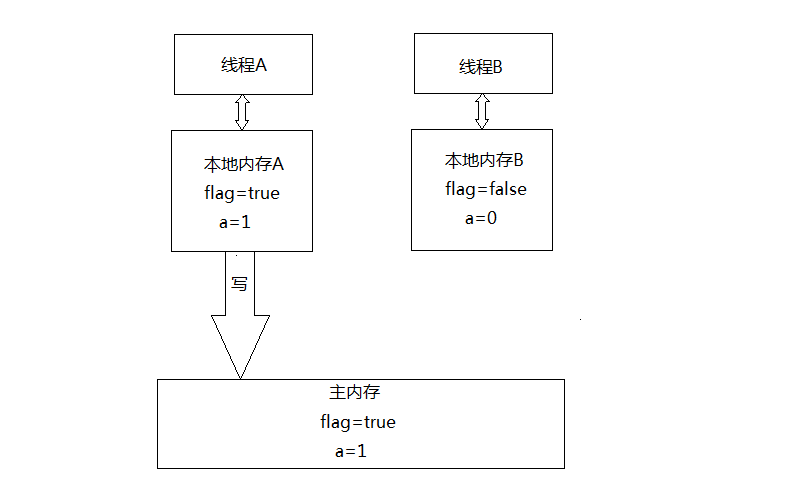 线程A
线程B
本地内存A
flag=true
a=1
本地内存B
flag=false
a=0
写
主内存
flag=true
a=1